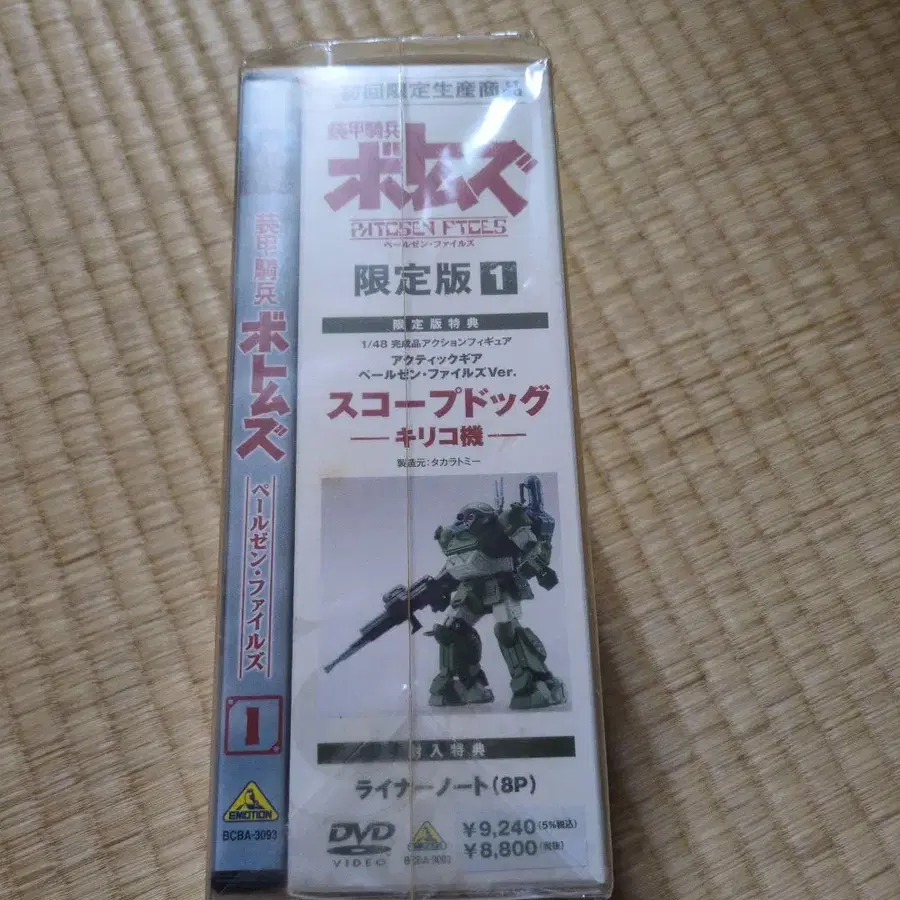 装甲騎兵
ボトムズ
ペールゼン・ファイルズ
1
EMOTION
BCBA-3093
初回限定生産商品
装甲騎兵
ボトムズ
ペールゼン・ファイルズ
限定版 1
限定版特典
1/48 完成品アクションフィギュア
アクティックギア
ペールゼン・ファイルズVer.
スコープドッグ
—キリコ機—
製造元:タカラトミー
封入特典
ライナーノート(8P)
DVD
VIDEO
EMOTION
BCBA-3093
¥9,240(5%税込)
¥8,800(税抜)